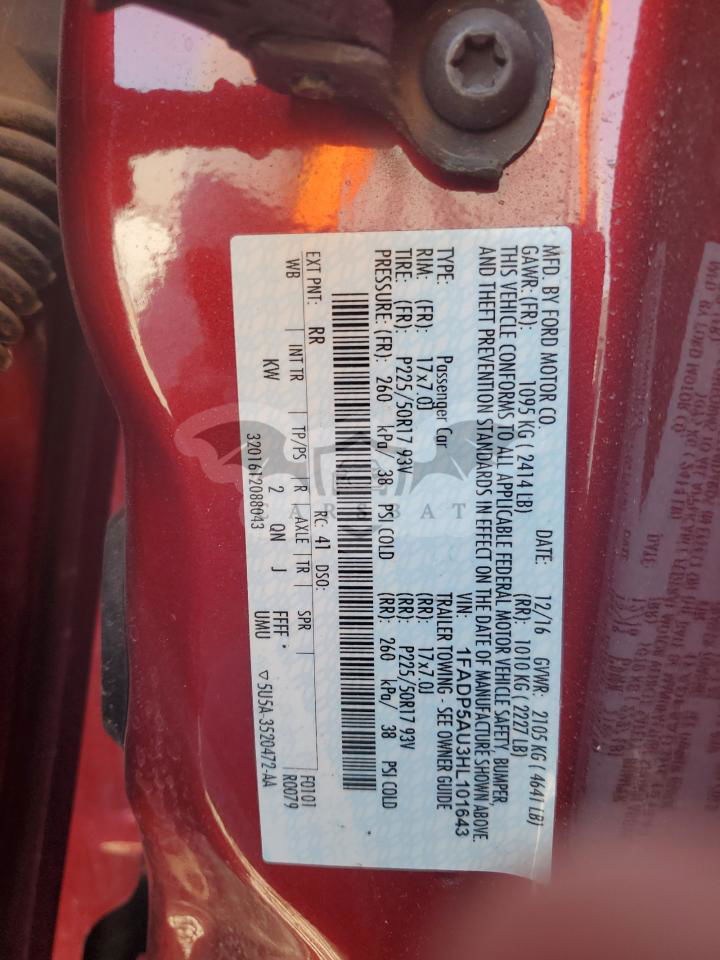 MFD. BY FORD MOTOR CO.
DATE: 12/16 GVWR: 2105 KG ( 4641 LB)
GAWR: (FR): 1095 KG ( 2414 LB) (RR): 1010 KG ( 2227 LB)
THIS VEHICLE CONFORMS TO ALL APPLICABLE FEDERAL MOTOR VEHICLE SAFETY, BUMPER,
AND THEFT PREVENTION STANDARDS IN EFFECT ON THE DATE OF MANUFACTURE SHOWN ABOVE.
VIN: 1FADP5AU3HL101643
TYPE: Passenger Car TRAILER TOWING - SEE OWNER GUIDE
RIM: (FR): 17x7.0J (RR): 17x7.0J
TIRE: (FR): P225/50R17 93V (RR): P225/50R17 93V
PRESSURE: (FR): 260 kPa/ 38 PSI COLD (RR): 260 kPa/ 38 PSI COLD
EXT PNT: RR RC: 41 DSO: F0101
R0079
WB INT TR TP/PS R AXLE TR SPR
KW 2 QN J FFFF
UMU
3201612088043 ▽ 5U5A-3520472-AA
CARSBAT